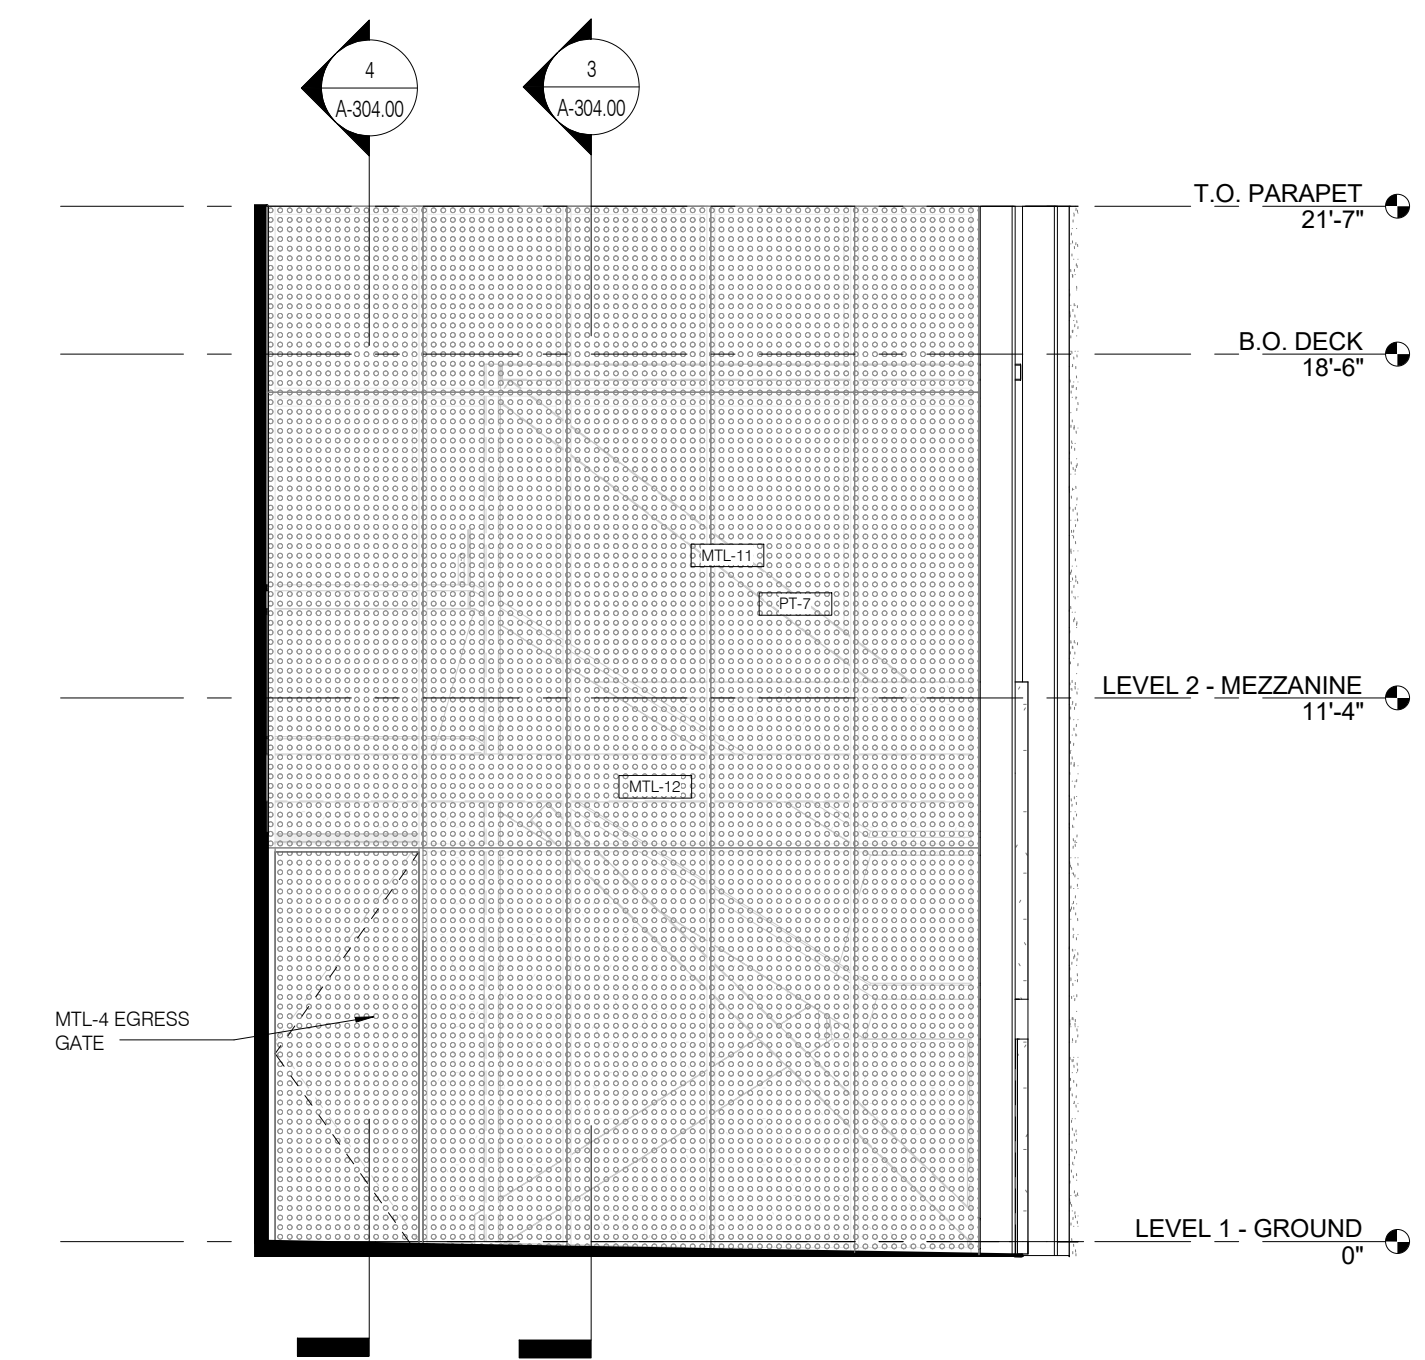 4
A-304.00
3
A-304.00
T.O. PARAPET
21'-7"
B.O. DECK
18'-6"
MTL-11
PT-7
LEVEL 2 - MEZZANINE
11'-4"
MTL-12
MTL-4 EGRESS
GATE
LEVEL 1 - GROUND
0"